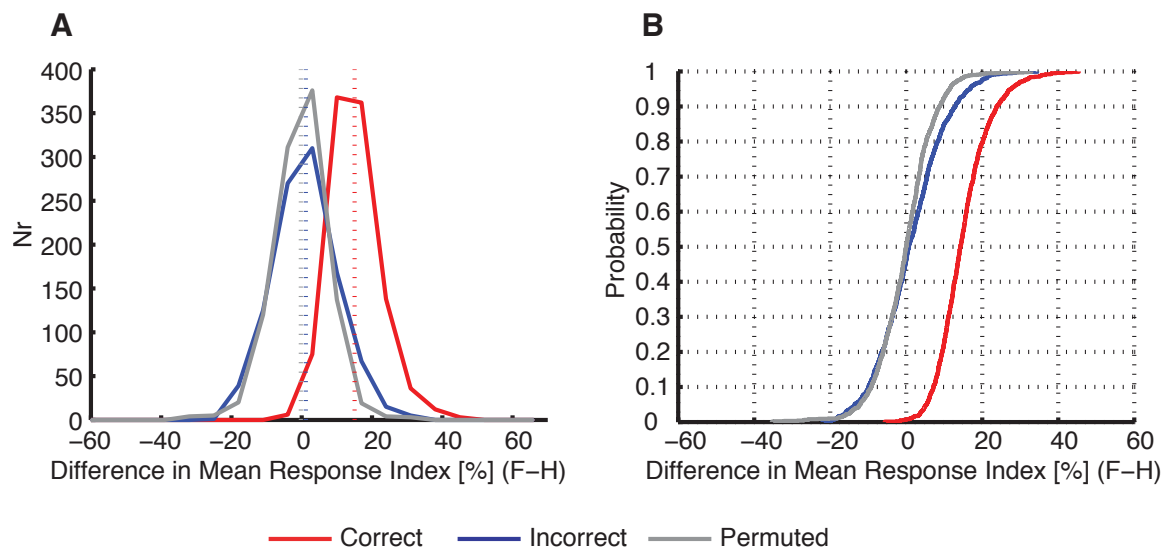 A
Nr
400
350
300
250
200
150
100
50
0
−60 −40 −20 0 20 40 60
Difference in Mean Response Index [%] (F−H)
B
Probability
1
0.9
0.8
0.7
0.6
0.5
0.4
0.3
0.2
0.1
0
−60 −40 −20 0 20 40 60
Difference in Mean Response Index [%] (F−H)
Correct Incorrect Permuted